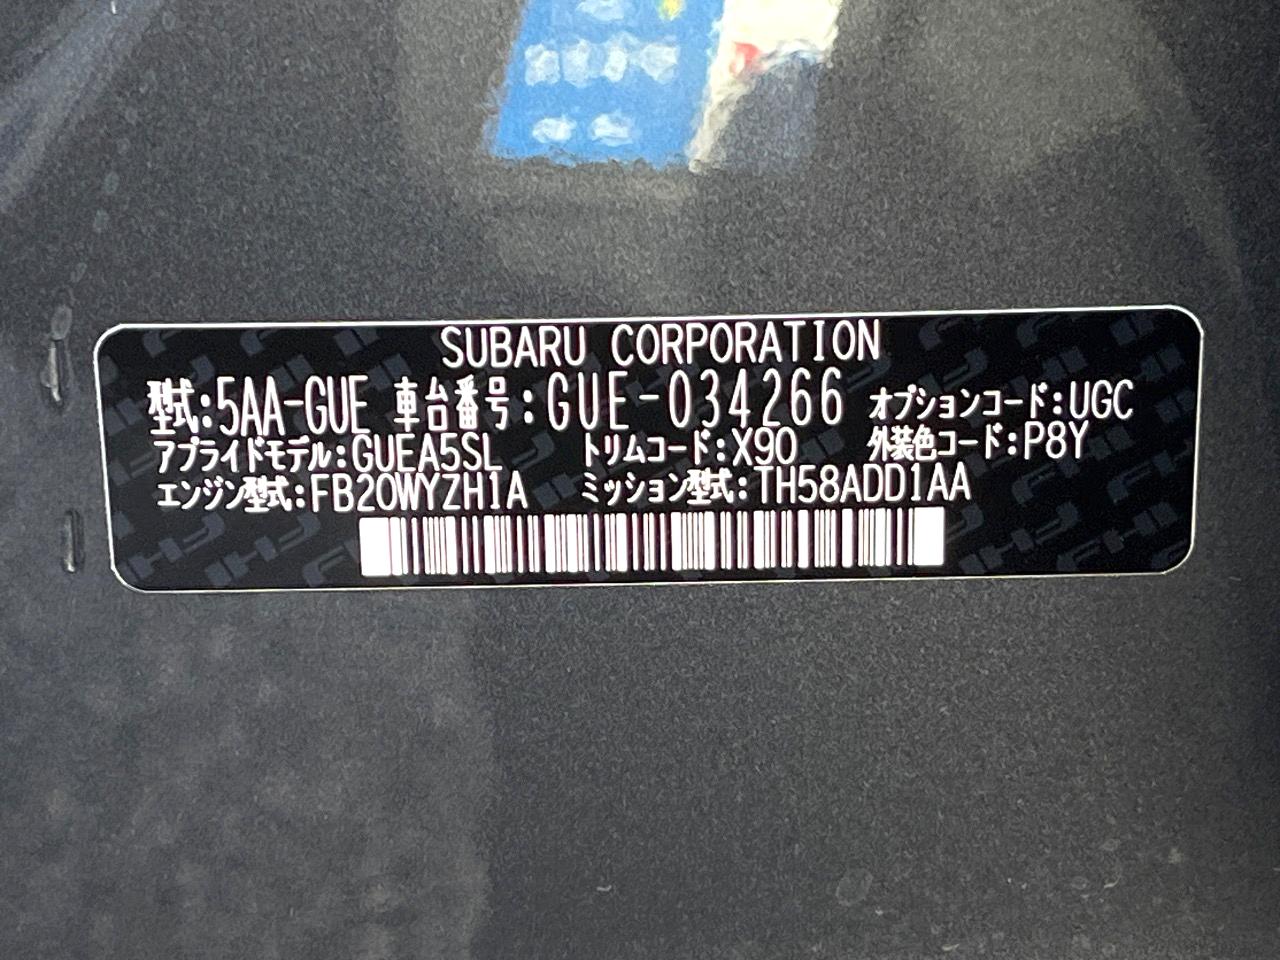 SUBARU CORPORATION
型式:5AA-GUE 車台番号:GUE-034266 オプションコード:UGC
アプライドモデル:GUEA5SL トリムコード:X90 外装色コード:P8Y
エンジン型式:FB20WYZH1A ミッション型式:TH58ADD1AA